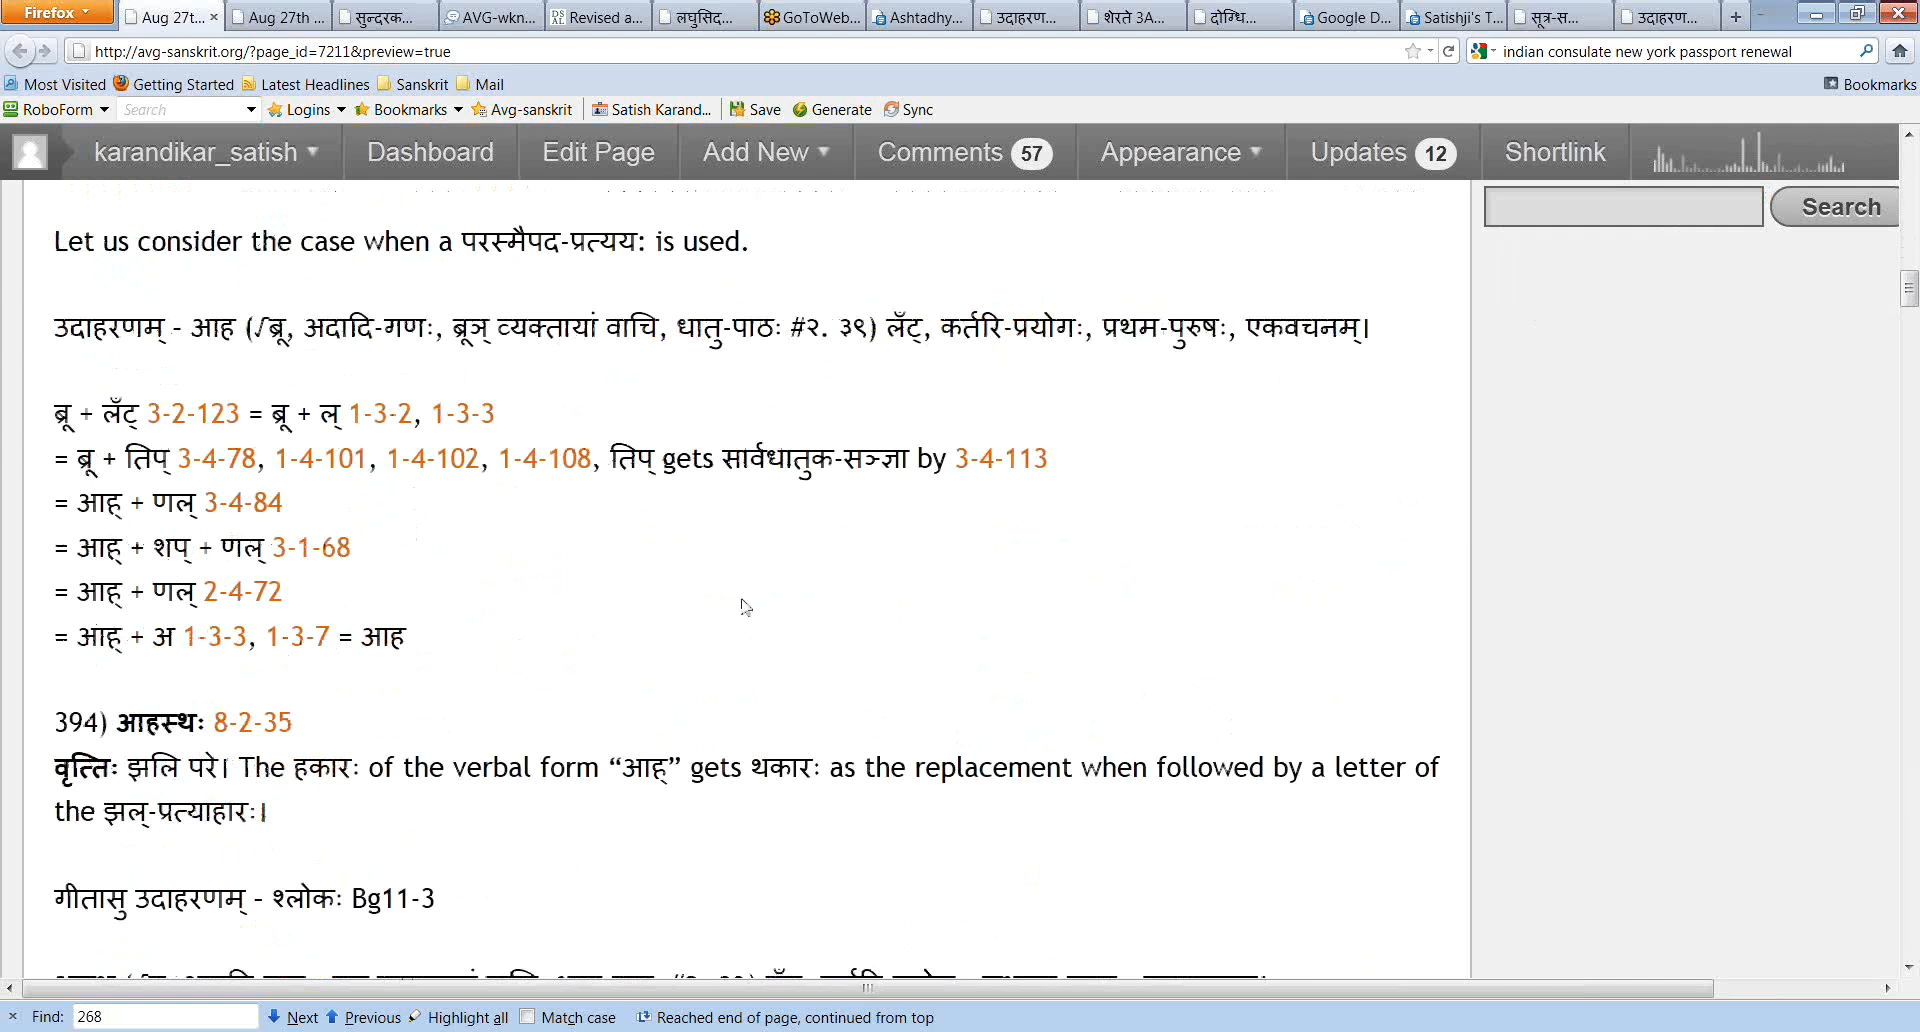 Firefox
Aug 27t... × Aug 27th ... सुन्दरक... AVG-wkn... Revised a... लघुसिद्... GoToWeb... Ashtadhy... उदाहरण... शेरते 3A... दोग्धि... Google D... Satishji's T... सूत्र-स... उदाहरण... +
http://avg-sanskrit.org/?page_id=7211&preview=true
indian consulate new york passport renewal
Most Visited Getting Started Latest Headlines Sanskrit Mail Bookmarks
RoboForm Search Logins Bookmarks Avg-sanskrit Satish Karand... Save Generate Sync
karandikar_satish Dashboard Edit Page Add New Comments 57 Appearance Updates 12 Shortlink
Search
Let us consider the case when a परस्मैपद-प्रत्यय: is used.
उदाहरणम् - आह (√ब्रू, अदादि-गणः, ब्रूञ् व्यक्तायां वाचि, धातु-पाठः #२. ३९) लँट्, कर्तरि-प्रयोगः, प्रथम-पुरुषः, एकवचनम्।
ब्रू + लँट् 3-2-123 = ब्रू + ल् 1-3-2, 1-3-3
= ब्रू + तिप् 3-4-78, 1-4-101, 1-4-102, 1-4-108, तिप् gets सार्वधातुक-सञ्ज्ञा by 3-4-113
= आह् + णल् 3-4-84
= आह् + शप् + णल् 3-1-68
= आह् + णल् 2-4-72
= आह् + अ 1-3-3, 1-3-7 = आह
394) आहस्थः 8-2-35
वृत्तिः झलि परे। The हकारः of the verbal form “आह्” gets थकारः as the replacement when followed by a letter of
the झल्-प्रत्याहारः।
गीतासु उदाहरणम् - श्लोकः Bg11-3
× Find: 268 Next Previous Highlight all Match case Reached end of page, continued from top